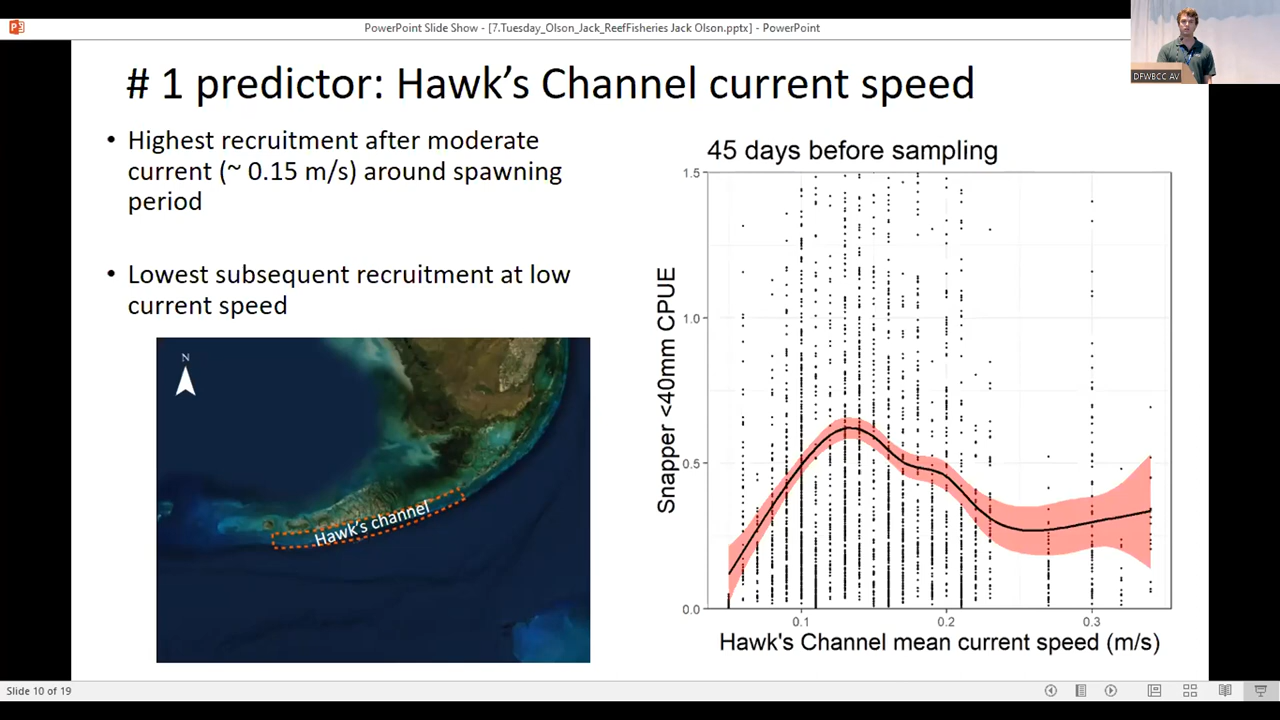 PowerPoint Slide Show - [7.Tuesday_Olson_Jack_ReefFisheries Jack Olson.pptx] - PowerPoint
DFWBCC AV
# 1 predictor: Hawk's Channel current speed
• Highest recruitment after moderate
current (~ 0.15 m/s) around spawning
period
• Lowest subsequent recruitment at low
current speed
N
Hawk's channel
45 days before sampling
Snapper <40mm CPUE
1.5
1.0
0.5
0.0
0.1 0.2 0.3
Hawk's Channel mean current speed (m/s)
Slide 10 of 19